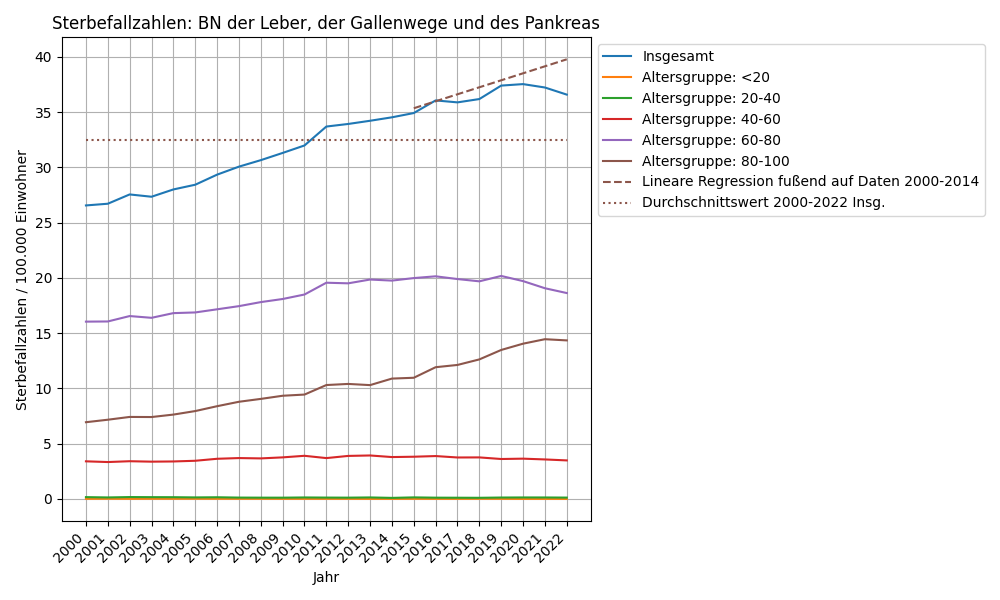 Sterbefallzahlen: BN der Leber, der Gallenwege und des Pankreas
Sterbefallzahlen / 100.000 Einwohner
40
35
30
25
20
15
10
5
0
2000
2001
2002
2003
2004
2005
2006
2007
2008
2009
2010
2011
2012
2013
2014
2015
2016
2017
2018
2019
2020
2021
2022
Jahr
Insgesamt
Altersgruppe: <20
Altersgruppe: 20-40
Altersgruppe: 40-60
Altersgruppe: 60-80
Altersgruppe: 80-100
Lineare Regression fußend auf Daten 2000-2014
Durchschnittswert 2000-2022 Insg.